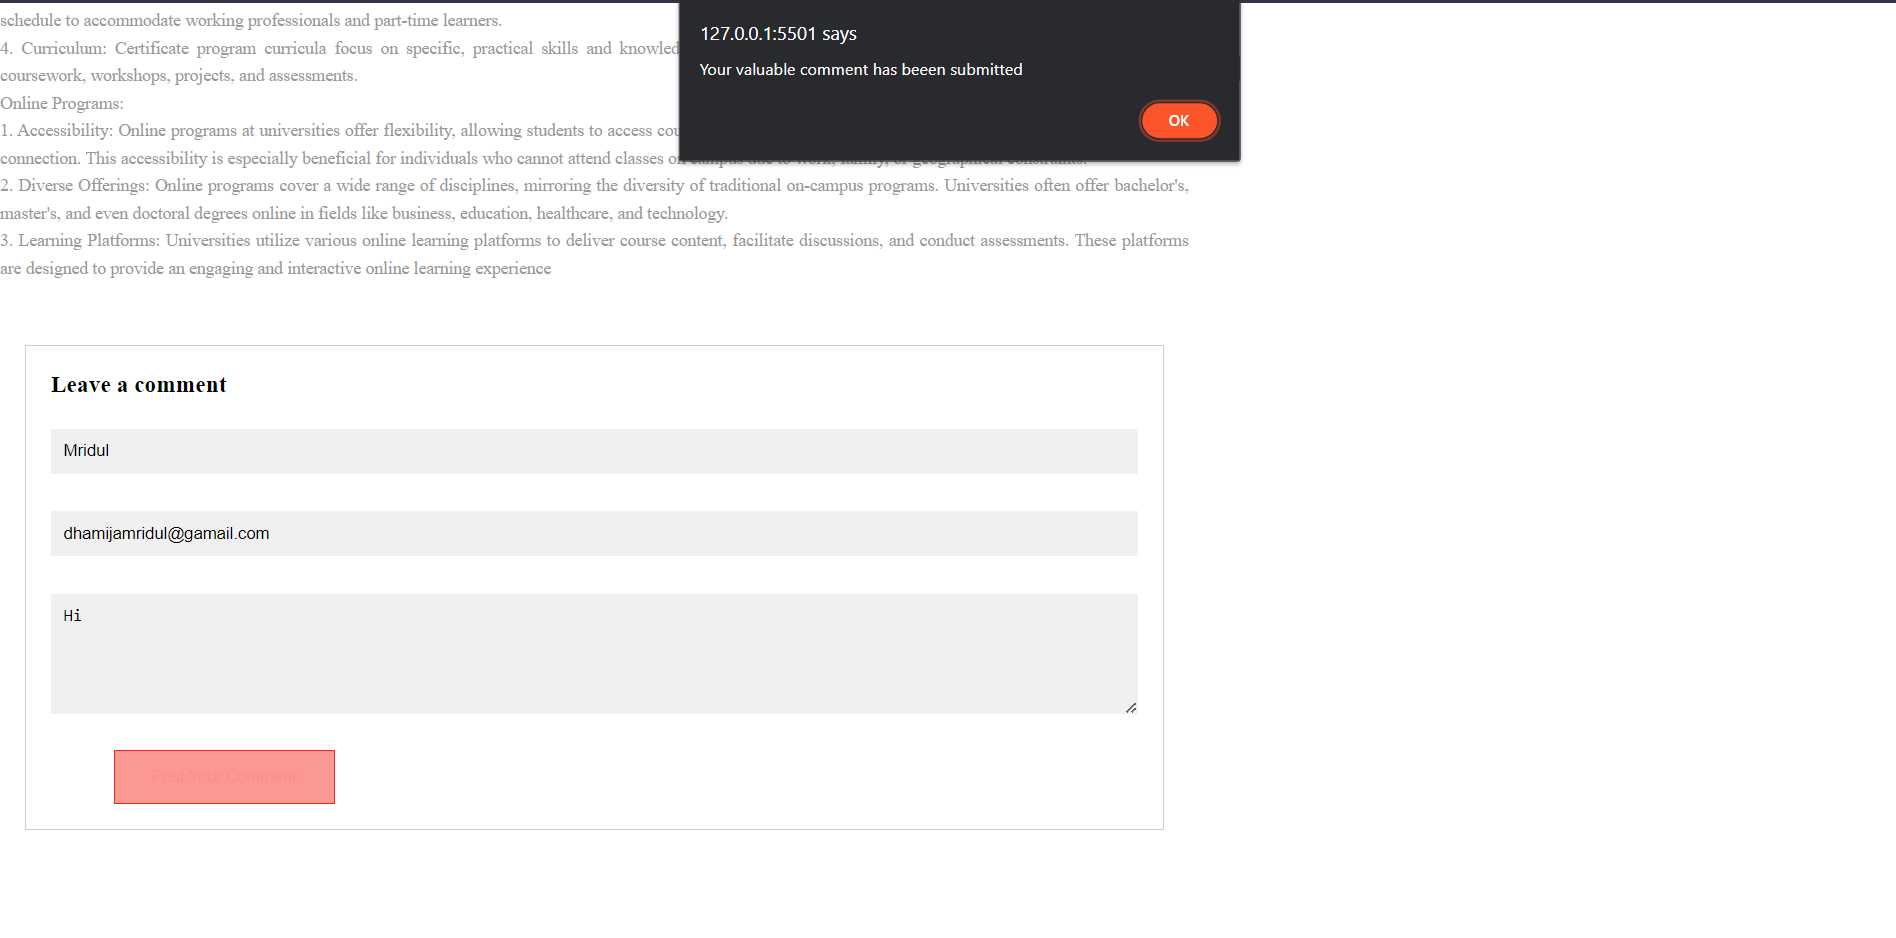 schedule to accommodate working professionals and part-time learners.
4. Curriculum: Certificate program curricula focus on specific, practical skills and
coursework, workshops, projects, and assessments.
Online Programs:
1. Accessibility: Online programs at universities offer flexibility, allowing students to access
connection. This accessibility is especially beneficial for individuals who cannot attend classes
2. Diverse Offerings: Online programs cover a wide range of disciplines, mirroring the diversity of traditional on-campus programs. Universities often offer bachelor's,
master's, and even doctoral degrees online in fields like business, education, healthcare, and technology.
3. Learning Platforms: Universities utilize various online learning platforms to deliver course content, facilitate discussions, and conduct assessments. These platforms
are designed to provide an engaging and interactive online learning experience
127.0.0.1:5501 says
Your valuable comment has beeen submitted
OK
Leave a comment
Mridul
dhamijamridul@gamail.com
Hi
Post Your Comment